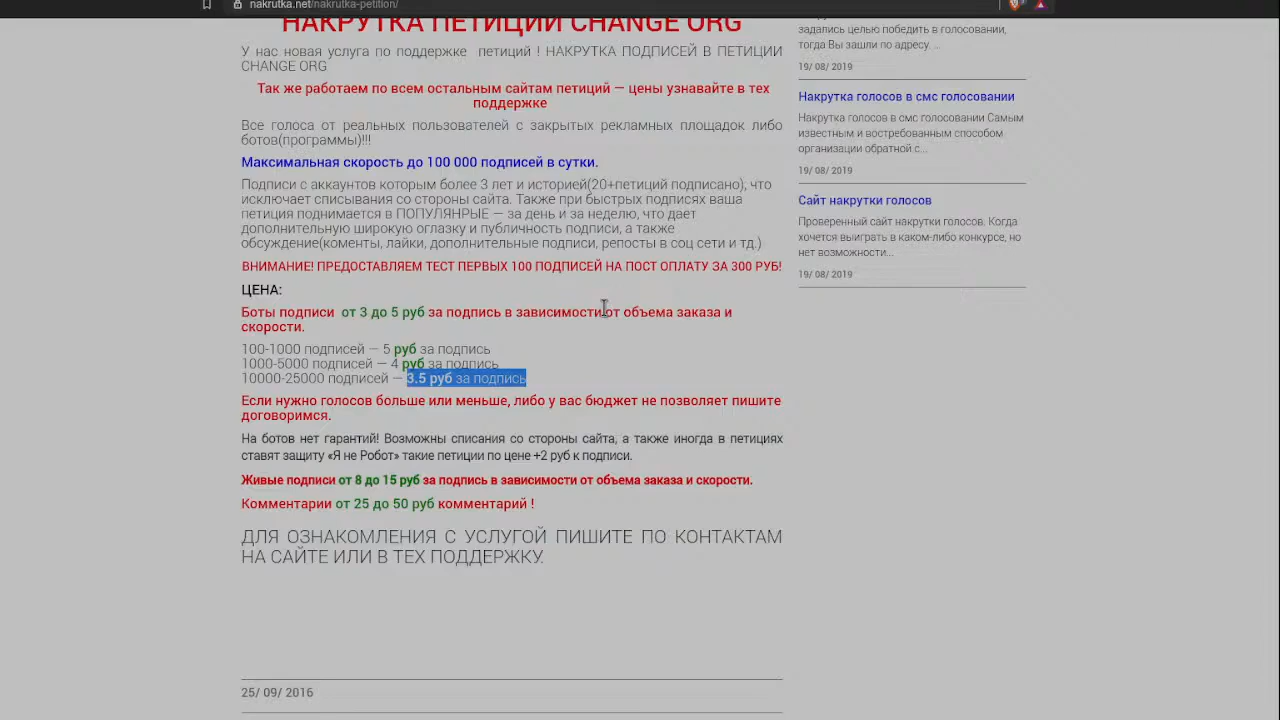 nakrutka.net/nakrutka-petition/
НАКРУТКА ПЕТИЦИЙ CHANGE ORG
У нас новая услуга по поддержке петиций ! НАКРУТКА ПОДПИСЕЙ В ПЕТИЦИИ
CHANGE ORG
Так же работаем по всем остальным сайтам петиций — цены узнавайте в тех
поддержке
Все голоса от реальных пользователей с закрытых рекламных площадок либо
ботов(программы)!!!
Максимальная скорость до 100 000 подписей в сутки.
Подписи с аккаунтов которым более 3 лет и историей(20+петиций подписано), что
исключает списывания со стороны сайта. Также при быстрых подписях ваша
петиция поднимается в ПОПУЛЯНРЫЕ — за день и за неделю, что дает
дополнительную широкую оглазку и публичность подписи, а также
обсуждение(коменты, лайки, дополнительные подписи, репосты в соц сети и тд.)
ВНИМАНИЕ! ПРЕДОСТАВЛЯЕМ ТЕСТ ПЕРВЫХ 100 ПОДПИСЕЙ НА ПОСТ ОПЛАТУ ЗА 300 РУБ!
ЦЕНА:
Боты подписи от 3 до 5 руб за подпись в зависимости от объема заказа и
скорости.
100-1000 подписей — 5 руб за подпись
1000-5000 подписей — 4 руб за подпись
10000-25000 подписей — 3.5 руб за подпись
Если нужно голосов больше или меньше, либо у вас бюджет не позволяет пишите
договоримся.
На ботов нет гарантий! Возможны списания со стороны сайта, а также иногда в петициях
ставят защиту «Я не Робот» такие петиции по цене +2 руб к подписи.
Живые подписи от 8 до 15 руб за подпись в зависимости от объема заказа и скорости.
Комментарии от 25 до 50 руб комментарий !
ДЛЯ ОЗНАКОМЛЕНИЯ С УСЛУГОЙ ПИШИТЕ ПО КОНТАКТАМ
НА САЙТЕ ИЛИ В ТЕХ ПОДДЕРЖКУ.
25/ 09/ 2016
задались целью победить в голосовании,
тогда Вы зашли по адресу. ...
19/ 08/ 2019
Накрутка голосов в смс голосовании
Накрутка голосов в смс голосовании Самым
известным и востребованным способом
организации обратной с...
19/ 08/ 2019
Сайт накрутки голосов
Проверенный сайт накрутки голосов. Когда
хочется выиграть в каком-либо конкурсе, но
нет возможности...
19/ 08/ 2019